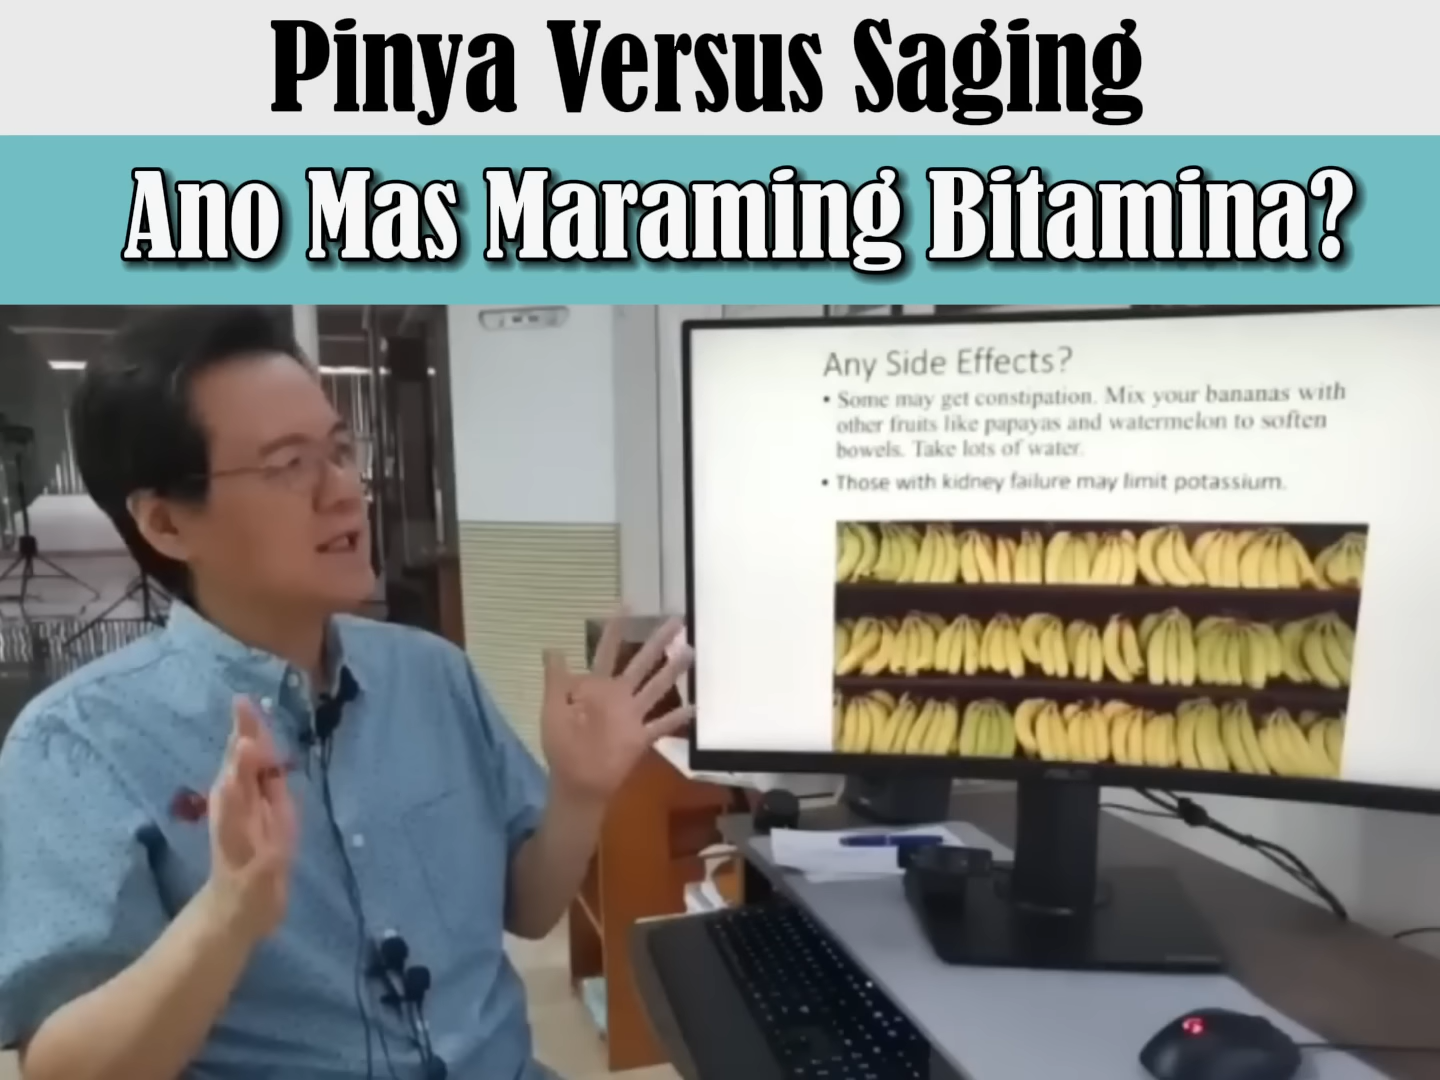 Pinya Versus Saging
Ano Mas Maraming Bitamina?
Any Side Effects?
• Some may get constipation. Mix your bananas with
other fruits like papayas and watermelon to soften
bowels. Take lots of water.
• Those with kidney failure may limit potassium.